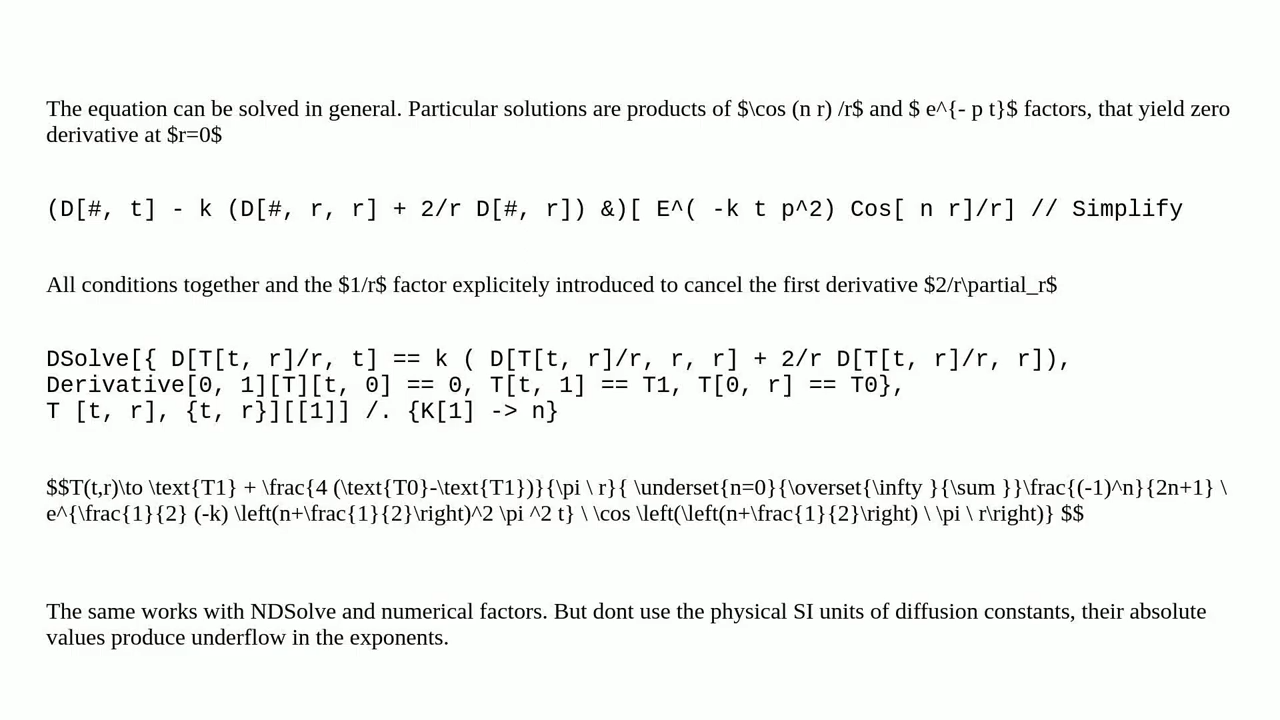 The equation can be solved in general. Particular solutions are products of $\cos (n r) /r$ and $ e^{- p t}$ factors, that yield zero
derivative at $r=0$
(D[#, t] - k (D[#, r, r] + 2/r D[#, r]) &)[ E^( -k t p^2) Cos[ n r]/r] // Simplify
All conditions together and the $1/r$ factor explicitely introduced to cancel the first derivative $2/r\partial_r$
DSolve[{ D[T[t, r]/r, t] == k ( D[T[t, r]/r, r, r] + 2/r D[T[t, r]/r, r]),
Derivative[0, 1][T][t, 0] == 0, T[t, 1] == T1, T[0, r] == T0},
T [t, r], {t, r}][[1]] /. {K[1] -> n}
$$T(t,r)\to \text{T1} + \frac{4 (\text{T0}-\text{T1})}{\pi \ r}{ \underset{n=0}{\overset{\infty }{\sum }}\frac{(-1)^n}{2n+1} \
e^{\frac{1}{2} (-k) \left(n+\frac{1}{2}\right)^2 \pi ^2 t} \ \cos \left(\left(n+\frac{1}{2}\right) \ \pi \ r\right)} $$
The same works with NDSolve and numerical factors. But dont use the physical SI units of diffusion constants, their absolute
values produce underflow in the exponents.